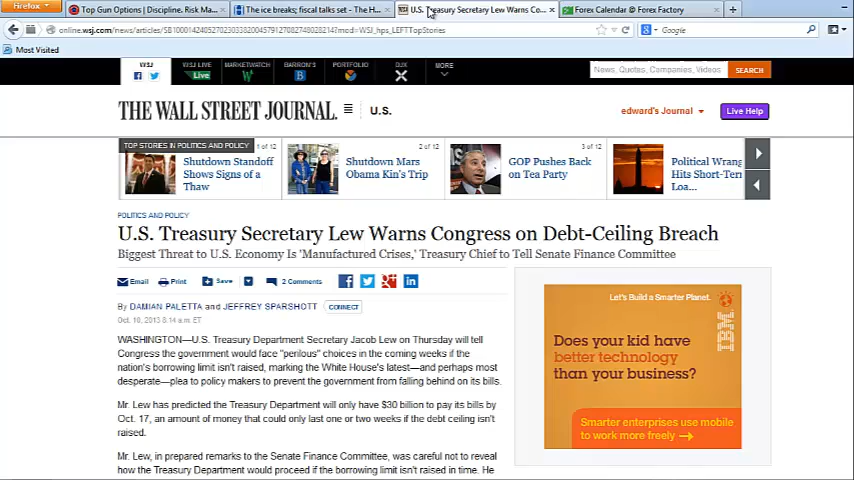 Firefox
Top Gun Options | Discipline. Risk Ma...
The ice breaks; fiscal talks set - The H...
U.S. Treasury Secretary Lew Warns Co...
Forex Calendar @ Forex Factory
online.wsj.com/news/articles/
Google
Most Visited
WSJ
WSJ LIVE
Live
MARKETWATCH
W
BARRON'S
B
PORTFOLIO
DJX
MORE
News, Quotes, Companies, Videos
SEARCH
THE WALL STREET JOURNAL.
U.S.
edward's Journal
Live Help
TOP STORIES IN POLITICS AND POLICY
1 of 12
Shutdown Standoff
Shows Signs of a
Thaw
2 of 12
Shutdown Mars
Obama Kin's Trip
3 of 12
GOP Pushes Back
on Tea Party
Political Wrang
Hits Short-Term
Loa...
POLITICS AND POLICY
U.S. Treasury Secretary Lew Warns Congress on Debt-Ceiling Breach
Biggest Threat to U.S. Economy Is 'Manufactured Crises,' Treasury Chief to Tell Senate Finance Committee
Email
Print
Save
2 Comments
By DAMIAN PALETTA and JEFFREY SPARSHOTT
CONNECT
Oct. 10, 2013 8:14 a.m. ET
WASHINGTON—U.S. Treasury Department Secretary Jacob Lew on Thursday will tell
Congress the government would face "perilous" choices in the coming weeks if the
nation's borrowing limit isn't raised, marking the White House's latest—and perhaps most
desperate—plea to policy makers to prevent the government from falling behind on its bills.
Mr. Lew has predicted the Treasury Department will only have $30 billion to pay its bills by
Oct. 17, an amount of money that could only last one or two weeks if the debt ceiling isn't
raised.
Mr. Lew, in prepared remarks to the Senate Finance Committee, was careful not to reveal
how the Treasury Department would proceed if the borrowing limit isn't raised in time. He
Let's Build a Smarter Planet.
IBM
Does your kid have
better technology
than your business?
Smarter enterprises use mobile
to work more freely →